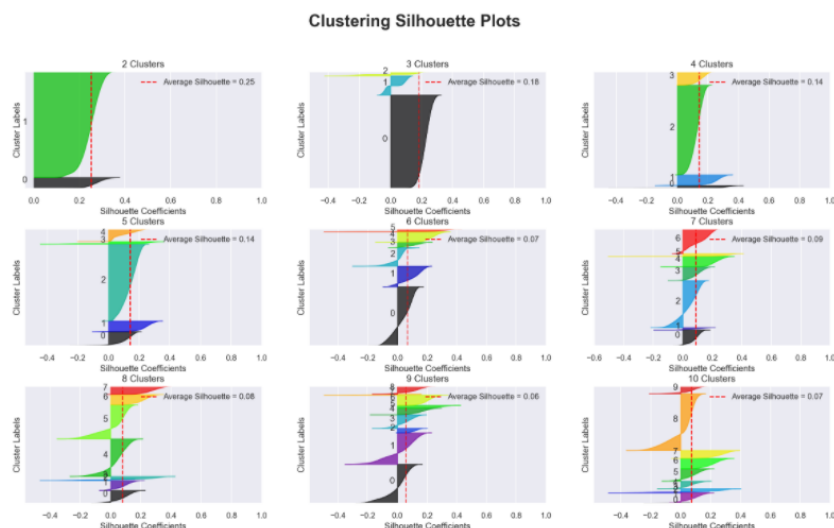 Clustering Silhouette Plots
2 Clusters
Average Silhouette = 0.25
Cluster Labels
1
0
0.0 0.2 0.4 0.6 0.8 1.0
Silhouette Coefficients
3 Clusters
Average Silhouette = 0.18
Cluster Labels
2
1
0
−0.4 −0.2 0.0 0.2 0.4 0.6 0.8 1.0
Silhouette Coefficients
4 Clusters
Average Silhouette = 0.14
Cluster Labels
3
2
1
0
−0.4 −0.2 0.0 0.2 0.4 0.6 0.8 1.0
Silhouette Coefficients
5 Clusters
Average Silhouette = 0.14
Cluster Labels
4
3
2
1
0
−0.4 −0.2 0.0 0.2 0.4 0.6 0.8 1.0
Silhouette Coefficients
6 Clusters
Average Silhouette = 0.07
Cluster Labels
3
2
1
0
−0.4 −0.2 0.0 0.2 0.4 0.6 0.8 1.0
Silhouette Coefficients
7 Clusters
Average Silhouette = 0.09
Cluster Labels
6
5
4
3
2
1
0
−0.6 −0.4 −0.2 0.0 0.2 0.4 0.6 0.8 1.0
Silhouette Coefficients
8 Clusters
Average Silhouette = 0.08
Cluster Labels
7
6
5
4
1
0
−0.4 −0.2 0.0 0.2 0.4 0.6 0.8 1.0
Silhouette Coefficients
9 Clusters
Average Silhouette = 0.06
Cluster Labels
8
4
3
2
1
0
−0.4 −0.2 0.0 0.2 0.4 0.6 0.8 1.0
Silhouette Coefficients
10 Clusters
Average Silhouette = 0.07
Cluster Labels
9
8
7
6
5
4
0
−0.4 −0.2 0.0 0.2 0.4 0.6 0.8 1.0
Silhouette Coefficients